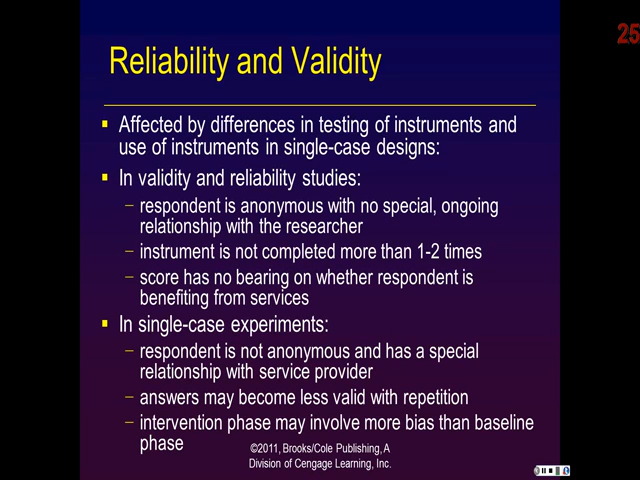 25
Reliability and Validity
▪ Affected by differences in testing of instruments and
use of instruments in single-case designs:
▪ In validity and reliability studies:
– respondent is anonymous with no special, ongoing
relationship with the researcher
– instrument is not completed more than 1-2 times
– score has no bearing on whether respondent is
benefiting from services
▪ In single-case experiments:
– respondent is not anonymous and has a special
relationship with service provider
– answers may become less valid with repetition
– intervention phase may involve more bias than baseline
phase
©2011, Brooks/Cole Publishing, A
Division of Cengage Learning, Inc.